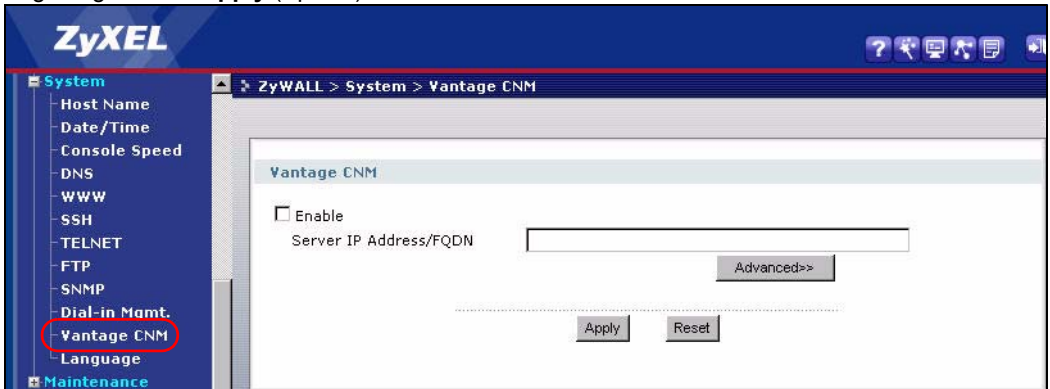 Apply
ZyXEL
System
Host Name
Date/Time
Console Speed
DNS
WWW
SSH
TELNET
FTP
SNMP
Dial-in Mgmt.
Vantage CNM
Language
Maintenance
ZyWALL > System > Vantage CNM
Vantage CNM
Enable
Server IP Address/FQDN
Advanced>>
Apply
Reset